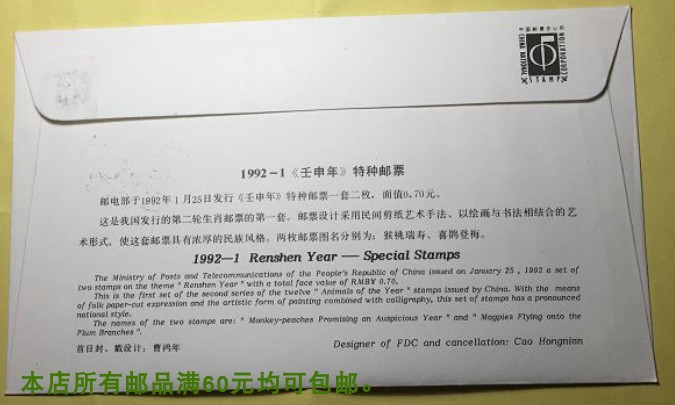 中国邮票总公司
CHINA NATIONAL
STAMP
CORPORATION
1992-1《壬申年》特种邮票
邮电部于1992年1月25日发行《壬申年》特种邮票一套二枚，面值0.70元。
这是我国发行的第二轮生肖邮票的第一套。邮票设计采用民间剪纸艺术手法、以绘画与书法相结合的艺
术形式，使这套邮票具有浓厚的民族风格。两枚邮票图名分别为：猴桃瑞寿、喜鹊登梅。
1992—1 Renshen Year — Special Stamps
The Ministry of Posts and Telecommunications of the People's Republic of China issued on January 25, 1992 a set of
two stamps on the theme "Renshen Year" with a total face value of RMB¥ 0.70.
This is the first set of the second series of the twelve "Animals of the Year" stamps issued by China. With the means
of folk paper-cut expression and the artistic form of painting combined with calligraphy, this set of stamps has a pronounced
national style.
The names of the two stamps are: "Monkey-peaches Promising an Auspicious Year" and "Magpies Flying onto the
Plum Branches".
首日封、戳设计：曹鸿年
Designer of FDC and cancellation: Cao Hongnian
本店所有邮品满60元均可包邮。